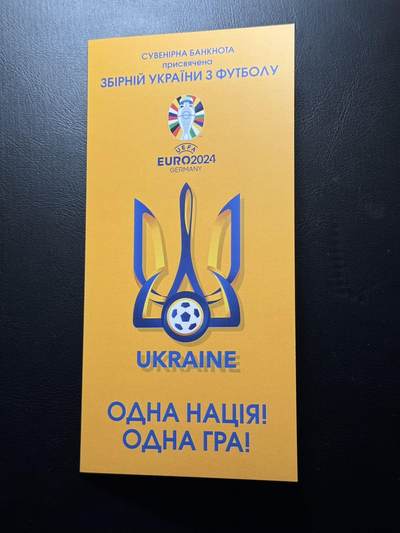 СУВЕНІРНА БАНКНОТА
присвячена
ЗБІРНІЙ УКРАЇНИ З ФУТБОЛУ
UEFA
EURO2024
GERMANY
UKRAINE
ОДНА НАЦІЯ!
ОДНА ГРА!